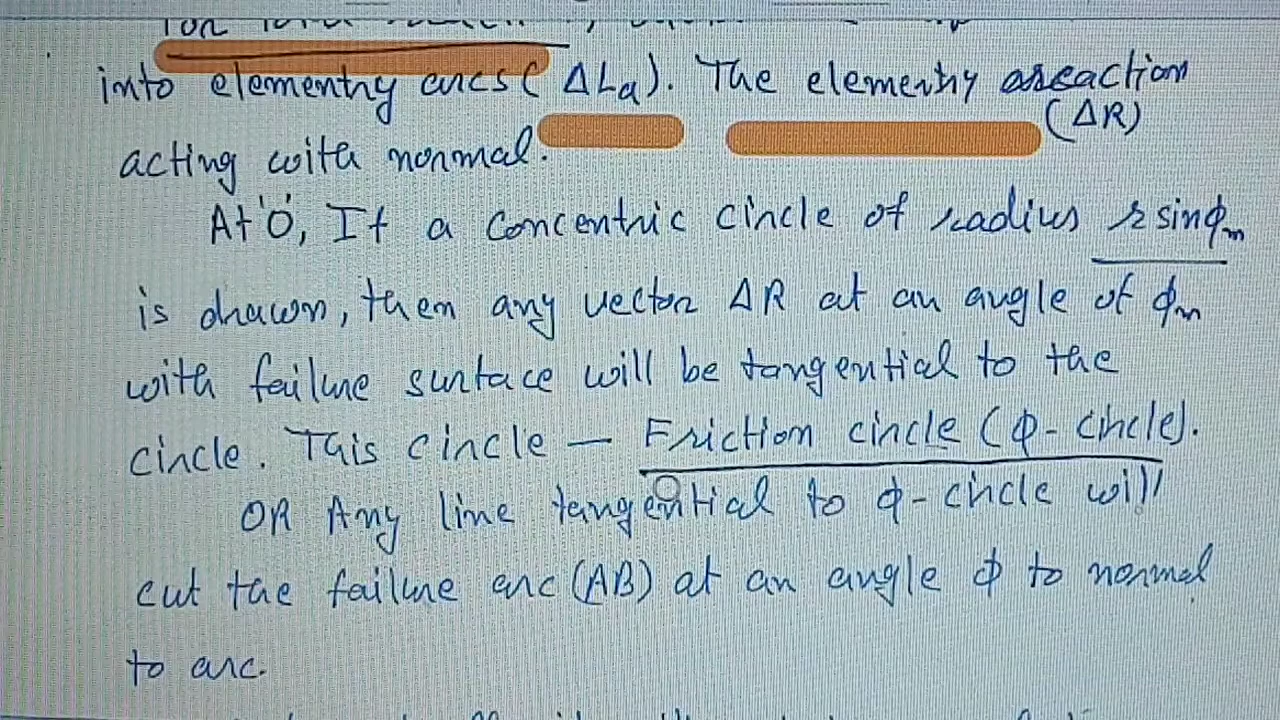 into elementry arcs (ΔLa). The elementry reaction
(ΔR)
acting with normal.
At 'O', If a concentric circle of radius r sinϕm
is drawn, then any vector ΔR at an angle of ϕm
with failure surface will be tangential to the
circle. This circle — Friction circle (ϕ-circle).
OR Any line tangential to ϕ-circle will
cut the failure arc (AB) at an angle ϕ to normal
to arc.